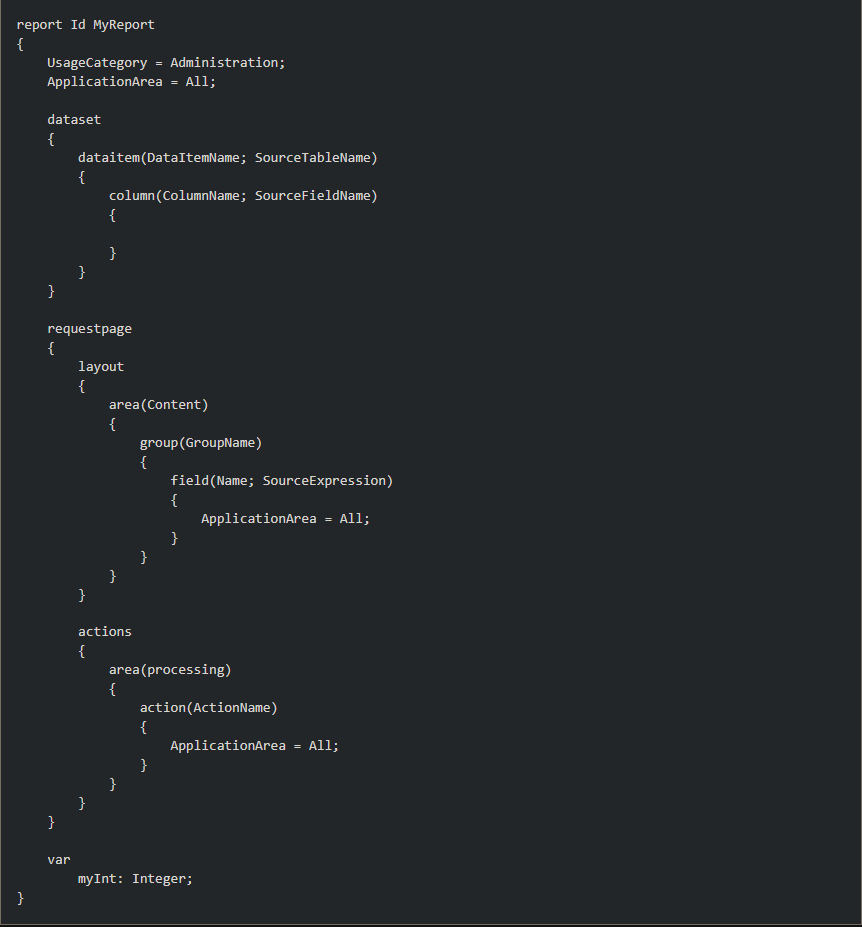 report Id MyReport
{
    UsageCategory = Administration;
    ApplicationArea = All;

    dataset
    {
        dataitem(DataItemName; SourceTableName)
        {
            column(ColumnName; SourceFieldName)
            {

            }
        }
    }

    requestpage
    {
        layout
        {
            area(Content)
            {
                group(GroupName)
                {
                    field(Name; SourceExpression)
                    {
                        ApplicationArea = All;
                    }
                }
            }
        }

        actions
        {
            area(processing)
            {
                action(ActionName)
                {
                    ApplicationArea = All;
                }
            }
        }
    }

    var
        myInt: Integer;
}